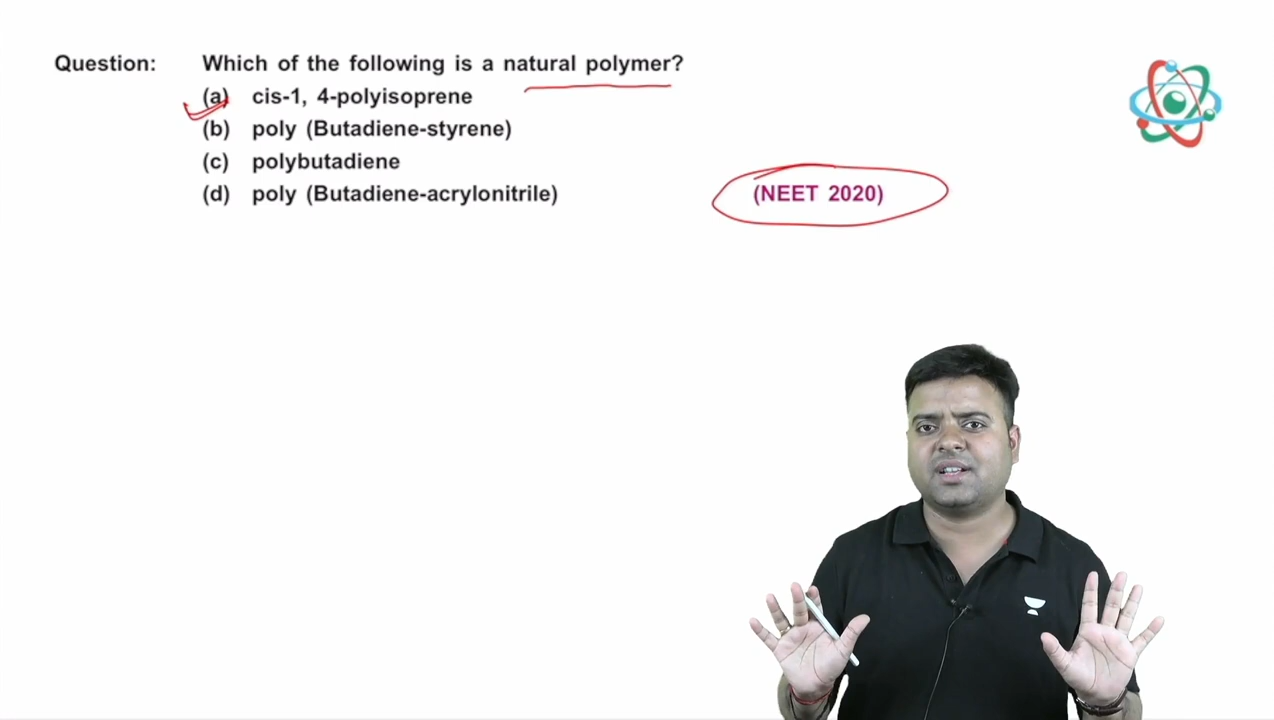 Question: Which of the following is a natural polymer?
(a) cis-1, 4-polyisoprene
(b) poly (Butadiene-styrene)
(c) polybutadiene
(d) poly (Butadiene-acrylonitrile) (NEET 2020)